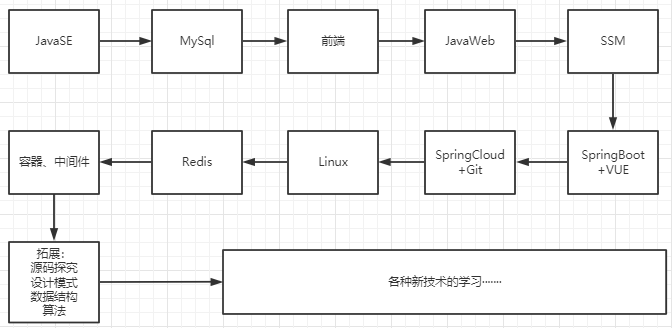 JavaSE
MySql
前端
JavaWeb
SSM
SpringBoot
+VUE
SpringCloud
+Git
Linux
Redis
容器、中间件
拓展:
源码探究
设计模式
数据结构
算法
各种新技术的学习·······